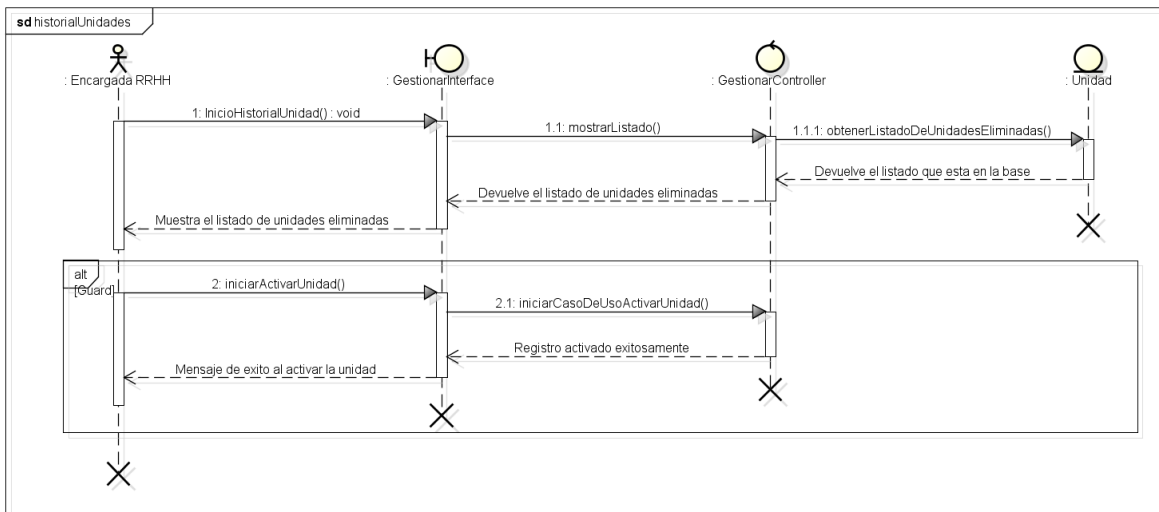 sd historialUnidades
: Encargada RRHH
: GestionarInterface
: GestionarController
: Unidad
1: InicioHistorialUnidad() : void
1.1: mostrarListado()
1.1.1: obtenerListadoDeUnidadesEliminadas()
Devuelve el listado que esta en la base
Devuelve el listado de unidades eliminadas
Muestra el listado de unidades eliminadas
alt
[Guard]
2: iniciarActivarUnidad()
2.1: iniciarCasoDeUsoActivarUnidad()
Registro activado exitosamente
Mensaje de exito al activar la unidad